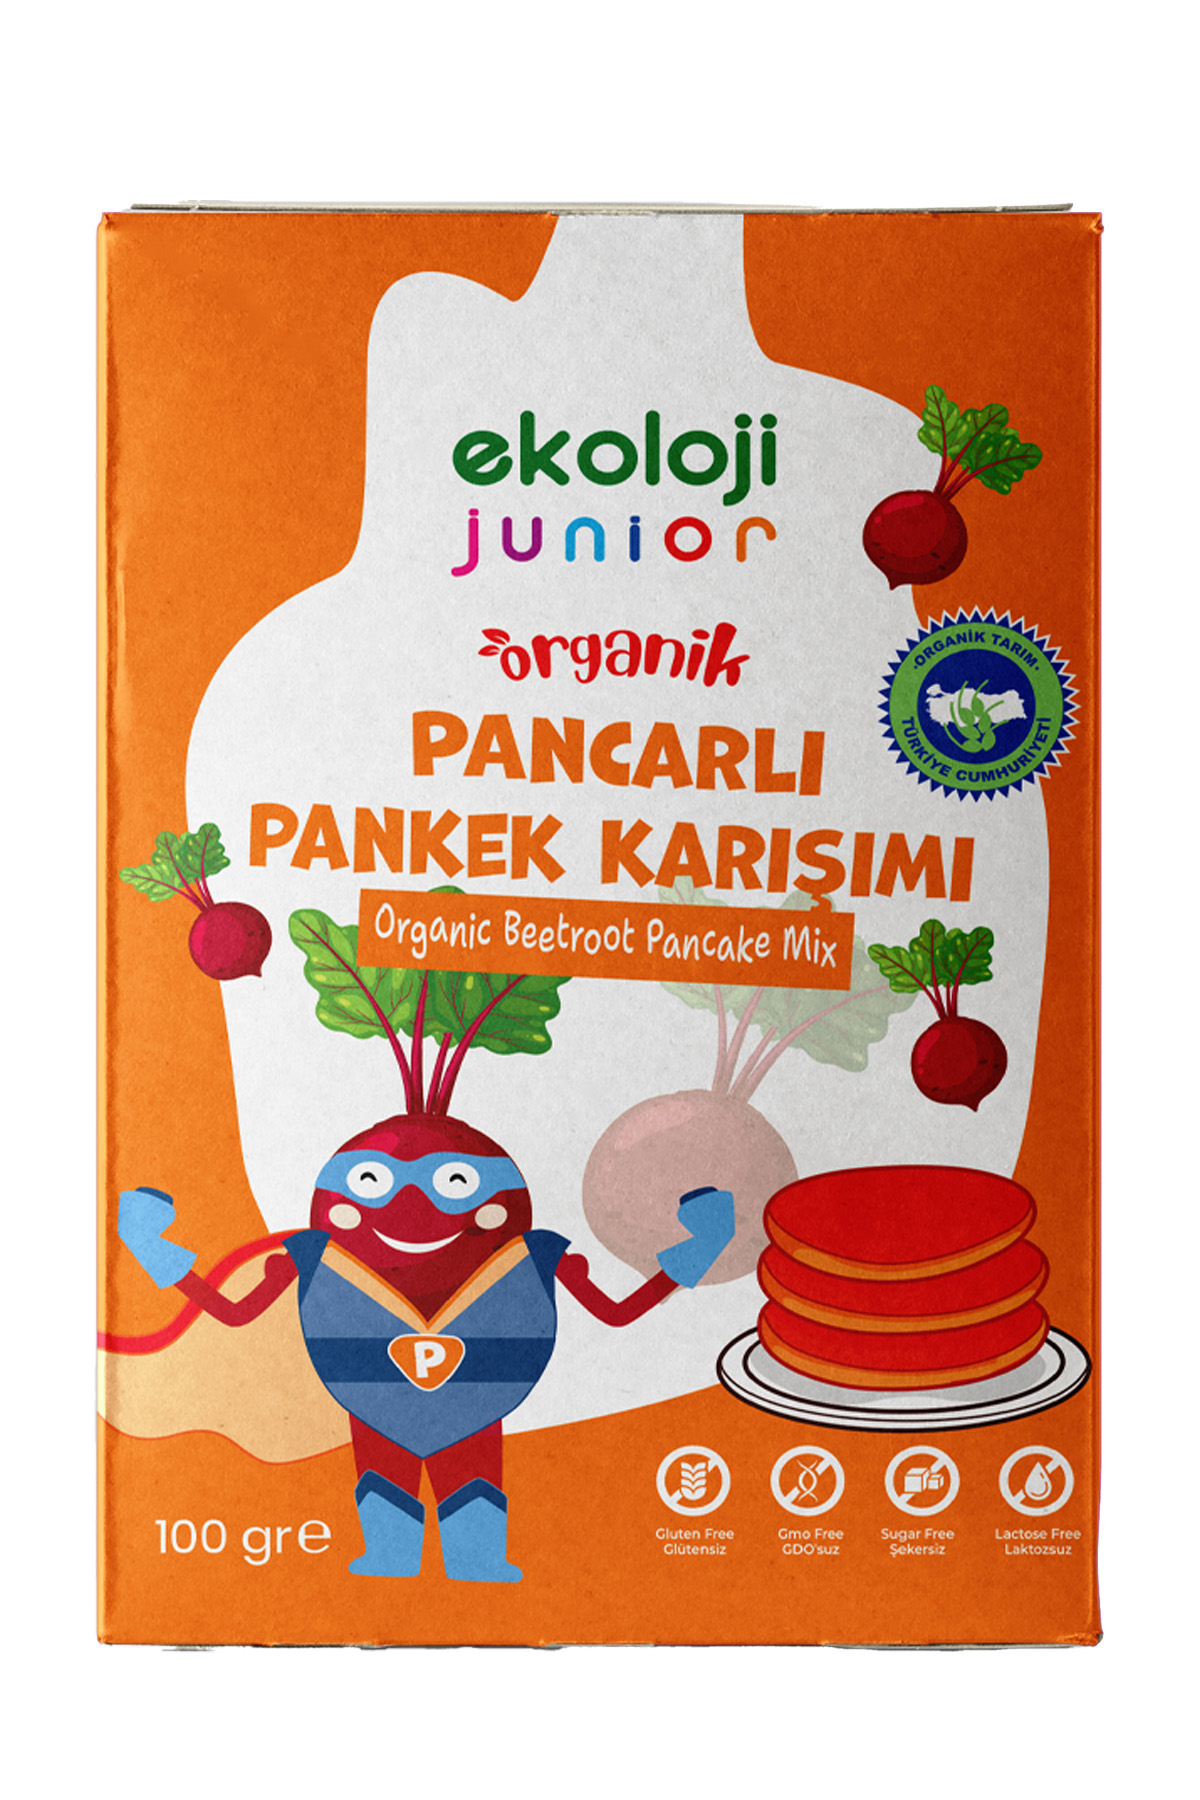 ekoloji
junior
organik
PANCARLI
PANKEK KARIŞIMI
Organic Beetroot Pancake Mix
·ORGANİK TARIM·
TÜRKİYE CUMHURİYETİ
P
100 gr℮
Gluten Free
Glütensiz
Gmo Free
GDO'suz
Sugar Free
Şekersiz
Lactose Free
Laktozsuz